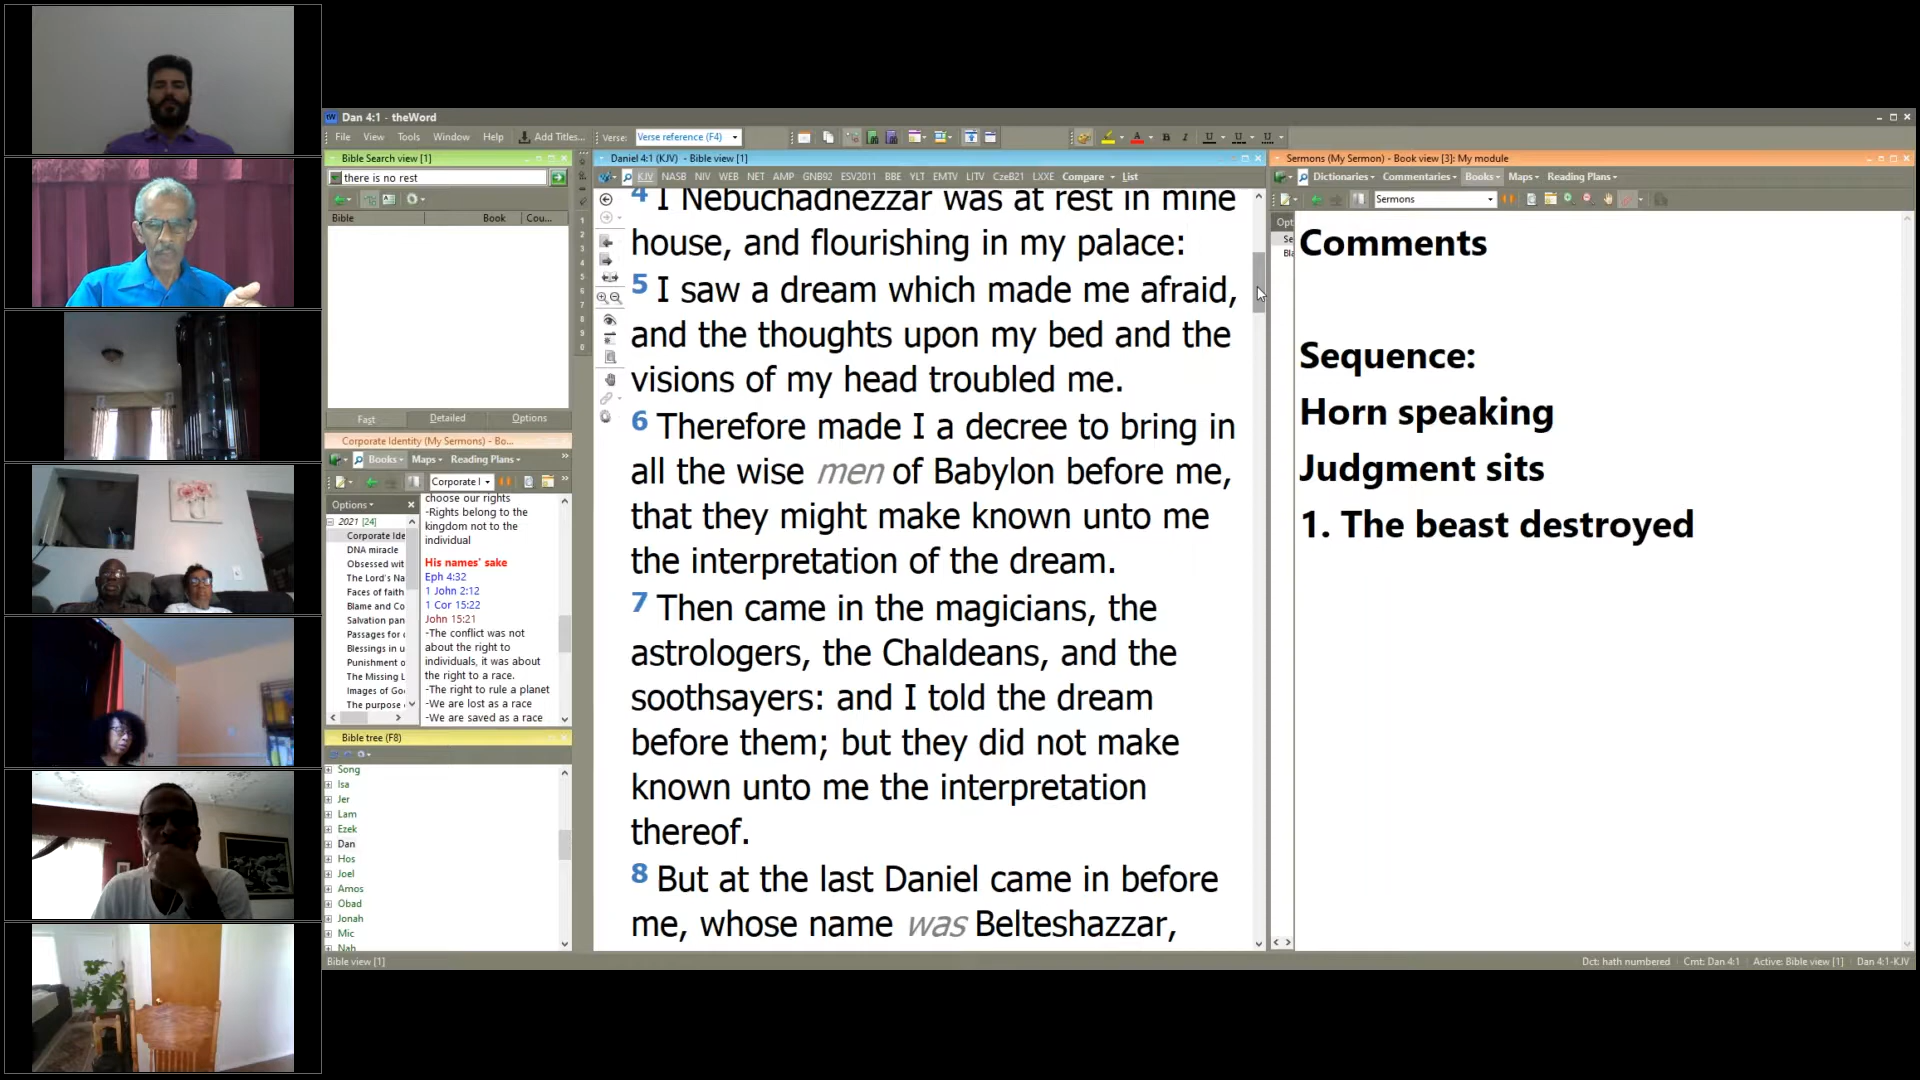 Dan 4:1 - theWord
File View Tools Window Help Add Titles... Verse: Verse reference (F4)
Bible Search view [1]
there is no rest
Bible Book Cou...
Fast Detailed Options
Corporate Identity (My Sermons) - Bo...
Books Maps Reading Plans
Corporate I
Options
2021 [24]
Corporate Ide
DNA miracle
Obsessed wit
The Lord's Na
Faces of faith
Blame and Co
Salvation pan
Passages for
Blessings in u
Punishment o
The Missing L
Images of Go
The purpose
choose our rights
-Rights belong to the
kingdom not to the
individual
His names' sake
Eph 4:32
1 John 2:12
1 Cor 15:22
John 15:21
-The conflict was not
about the right to
individuals, it was about
the right to a race.
-The right to rule a planet
-We are lost as a race
-We are saved as a race
Bible tree (F8)
Song
Isa
Jer
Lam
Ezek
Dan
Hos
Joel
Amos
Obad
Jonah
Mic
Nah
Daniel 4:1 (KJV) - Bible view [1]
KJV NASB NIV WEB NET AMP GNB92 ESV2011 BBE YLT EMTV LITV CzeB21 LXXE Compare List
4 I Nebuchadnezzar was at rest in mine
house, and flourishing in my palace:
5 I saw a dream which made me afraid,
and the thoughts upon my bed and the
visions of my head troubled me.
6 Therefore made I a decree to bring in
all the wise men of Babylon before me,
that they might make known unto me
the interpretation of the dream.
7 Then came in the magicians, the
astrologers, the Chaldeans, and the
soothsayers: and I told the dream
before them; but they did not make
known unto me the interpretation
thereof.
8 But at the last Daniel came in before
me, whose name was Belteshazzar,
Sermons (My Sermon) - Book view [3]: My module
Dictionaries Commentaries Books Maps Reading Plans
Sermons
Opt
Se
Bla
Comments
Sequence:
Horn speaking
Judgment sits
1. The beast destroyed
Bible view [1]
Dct: hath numbered Cmt: Dan 4:1 Active: Bible view [1] Dan 4:1-KJV